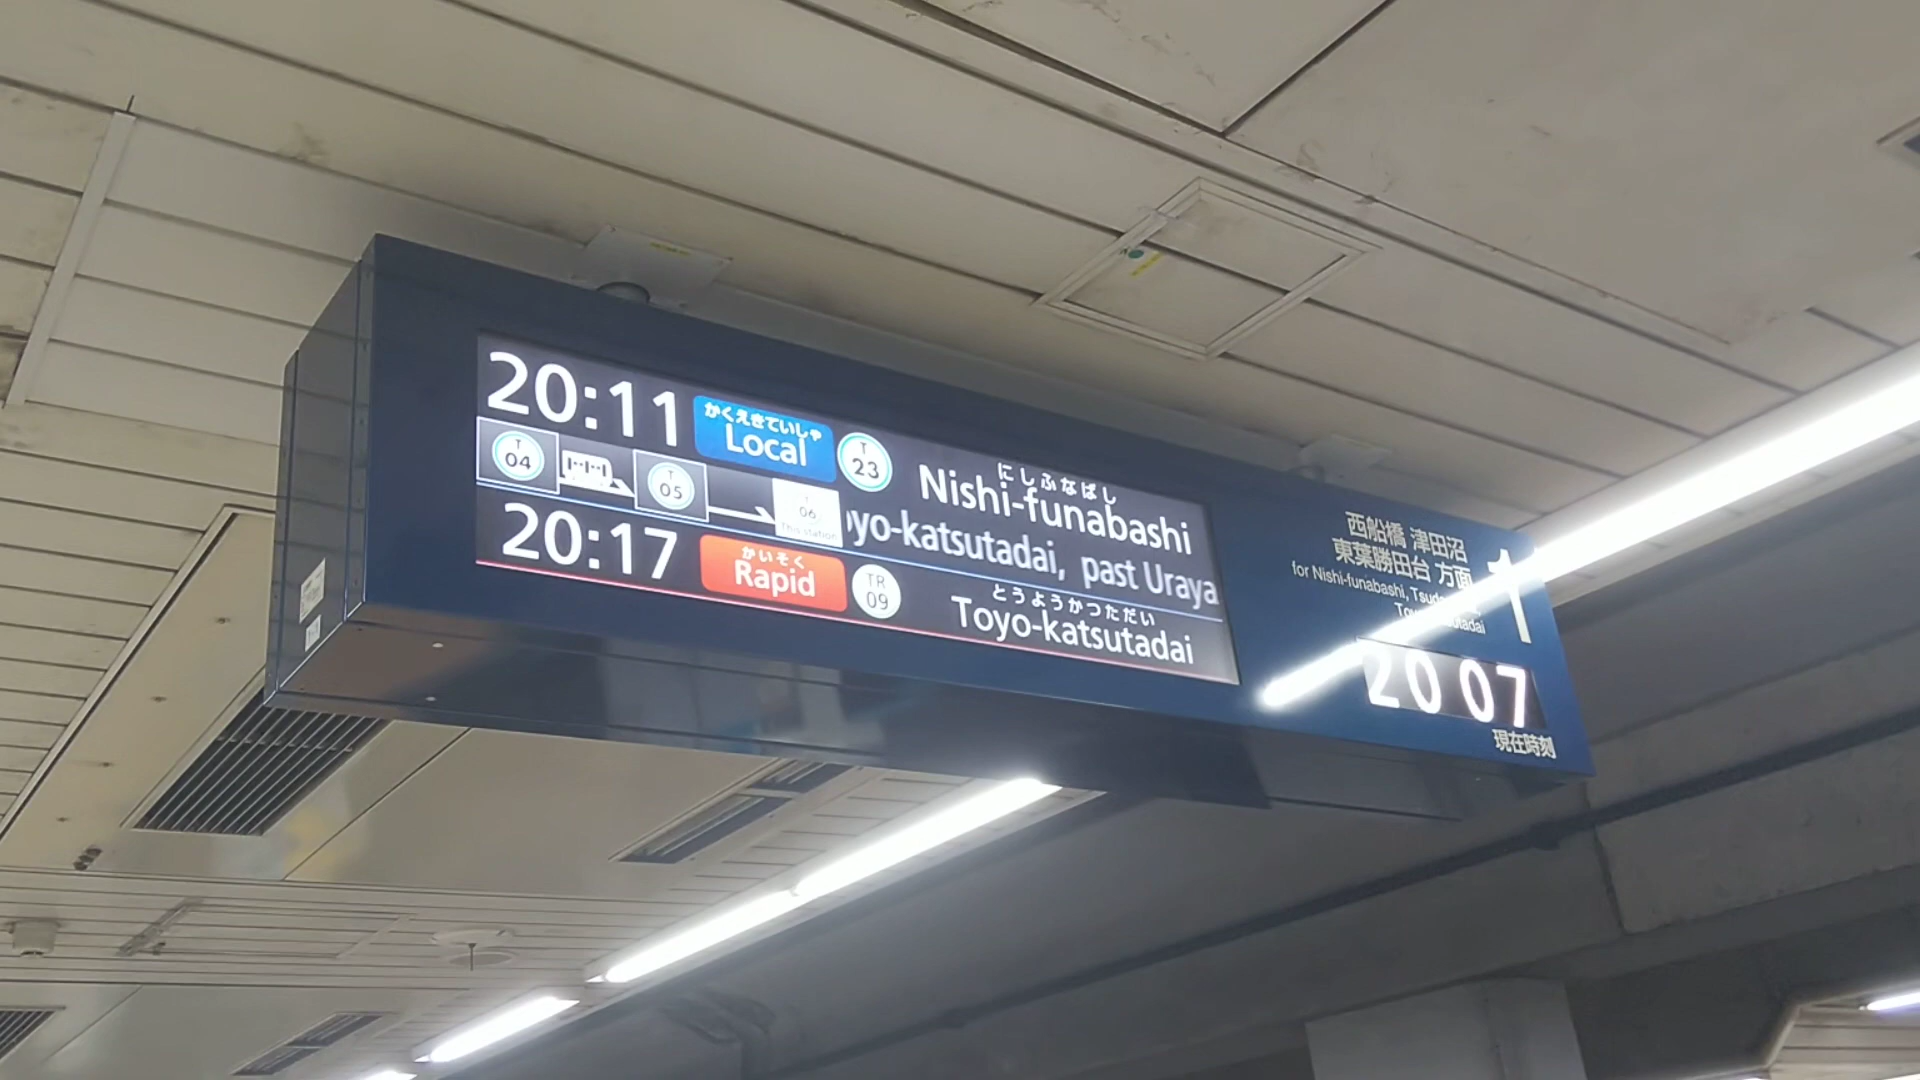 20:11
かくえきていしゃ
Local
T
23
にしふなばし
Nishi-funabashi
T
04
T
05
T
06
This station
yo-katsutadai, past Uraya
20:17
かいそく
Rapid
TR
09
とうようかつただい
Toyo-katsutadai
西船橋 津田沼
東葉勝田台 方面
for Nishi-funabashi,
1
20 07
現在時刻